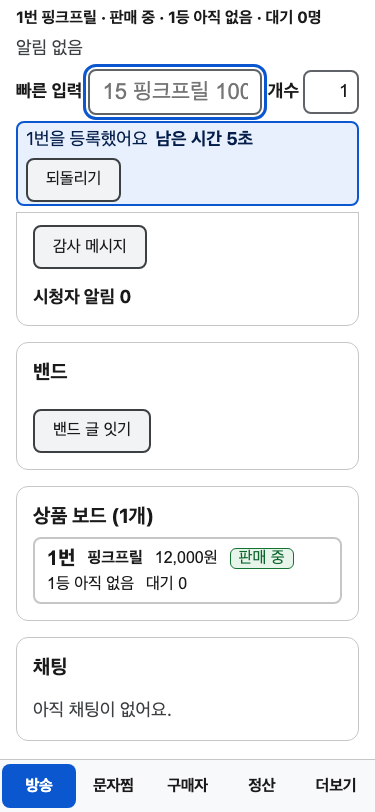 1번 핑크프릴 · 판매 중 · 1등 아직 없음 · 대기 0명
알림 없음
빠른 입력 15 핑크프릴 100 개수 1
1번을 등록했어요 남은 시간 5초
되돌리기
감사 메시지
시청자 알림 0
밴드
밴드 글 잇기
상품 보드 (1개)
1번 핑크프릴 12,000원 판매 중
1등 아직 없음 대기 0
채팅
아직 채팅이 없어요.
방송 문자찜 구매자 정산 더보기